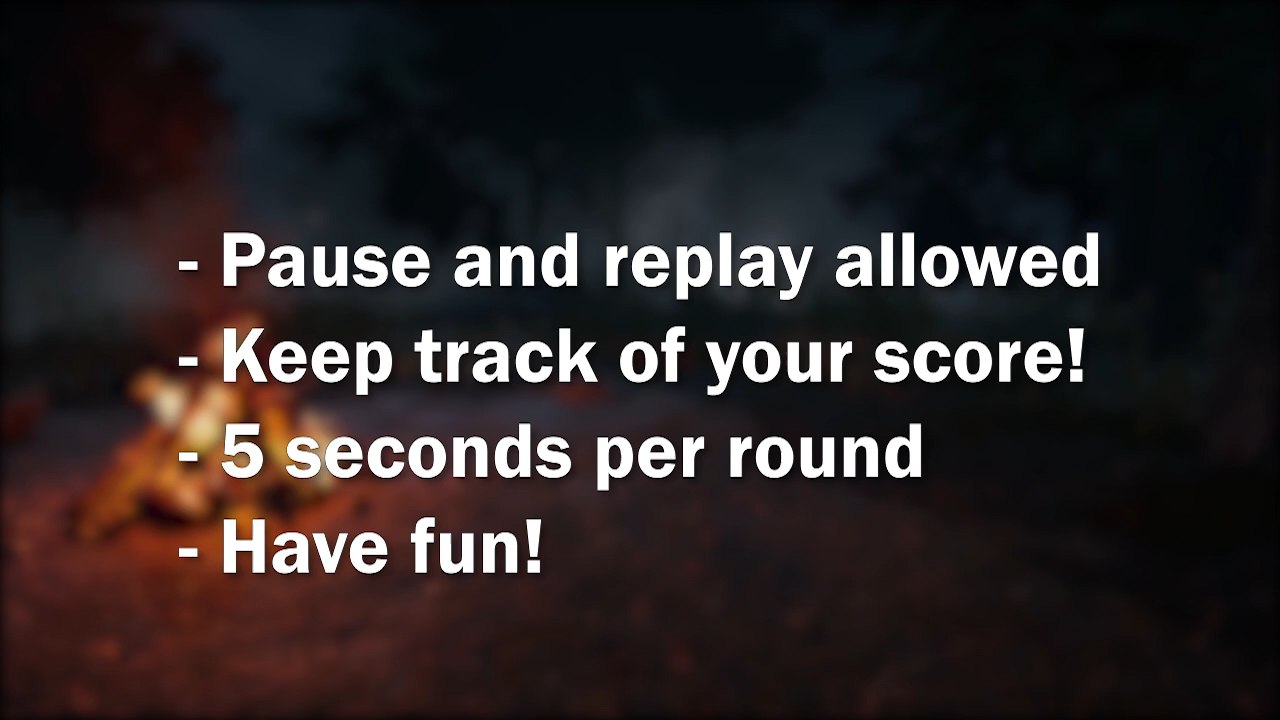 - Pause and replay allowed
- Keep track of your score!
- 5 seconds per round
- Have fun!